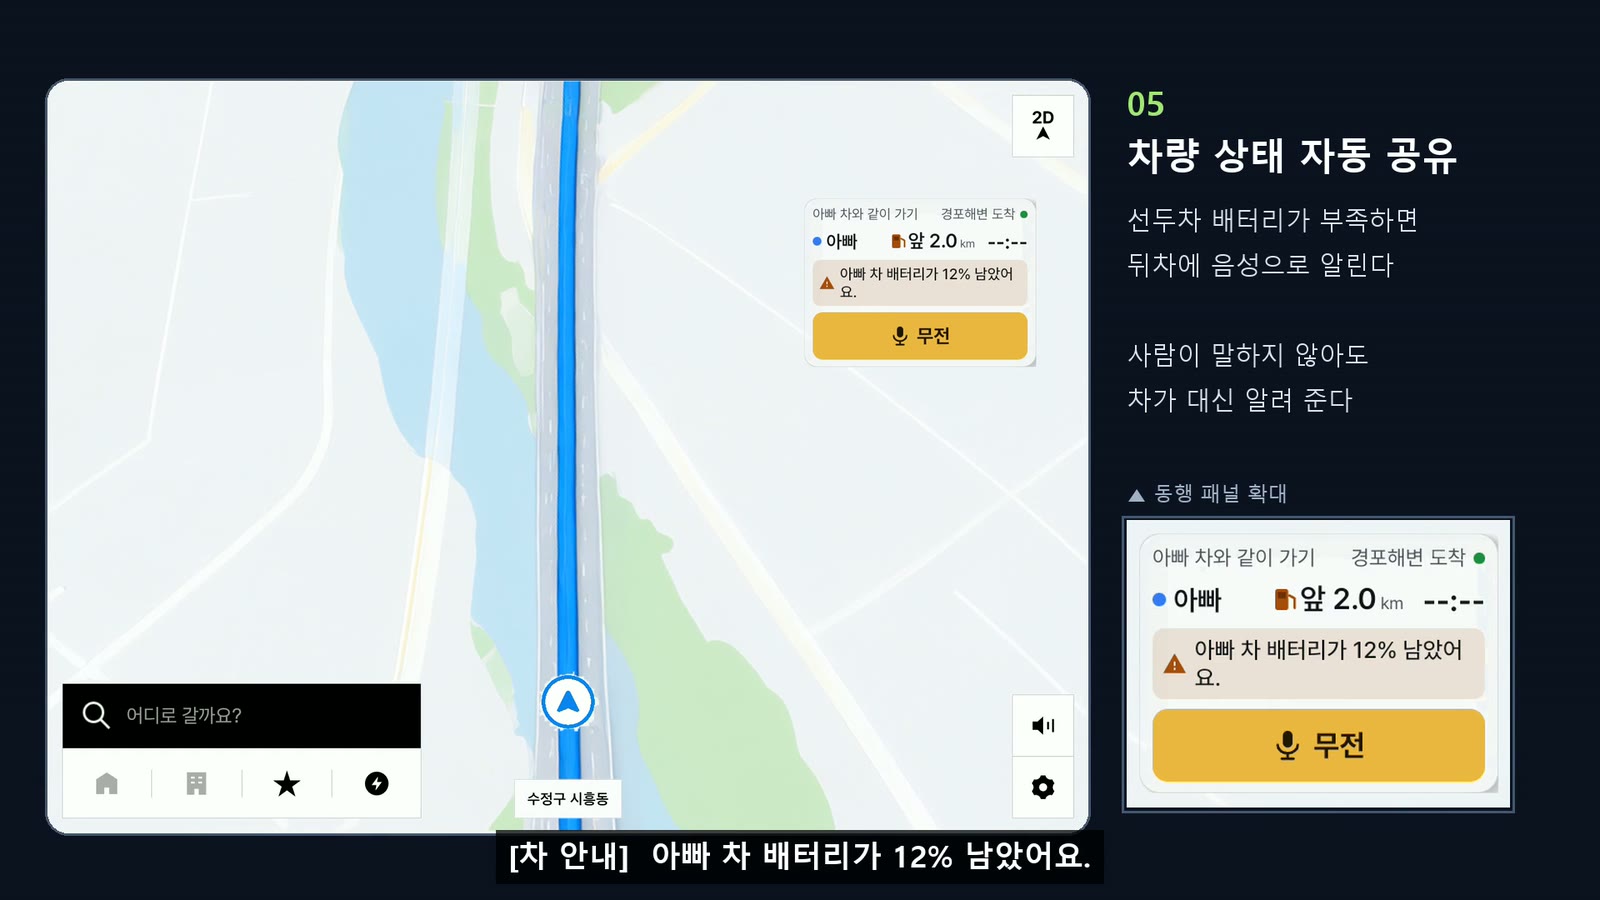 2D
아빠 차와 같이 가기 경포해변 도착
아빠 앞 2.0 km --:--
아빠 차 배터리가 12% 남았어
요.
무전
어디로 갈까요?
수정구 시흥동
05
차량 상태 자동 공유
선두차 배터리가 부족하면
뒤차에 음성으로 알린다
사람이 말하지 않아도
차가 대신 알려 준다
▲ 동행 패널 확대
아빠 차와 같이 가기 경포해변 도착
아빠 앞 2.0 km --:--
아빠 차 배터리가 12% 남았어
요.
무전
[차 안내] 아빠 차 배터리가 12% 남았어요.